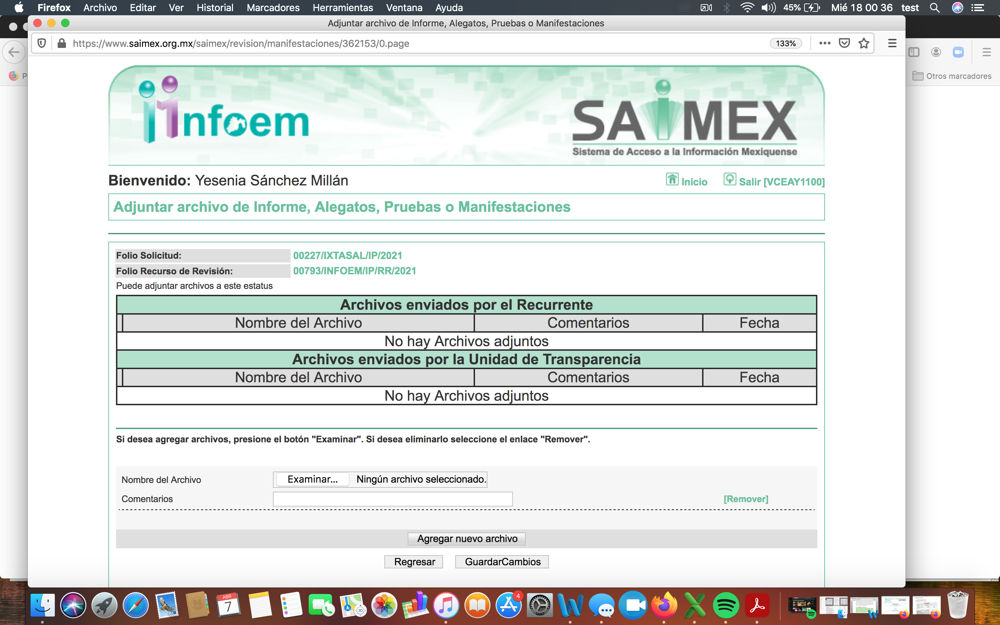 Firefox Archivo Editar Ver Historial Marcadores Herramientas Ventana Ayuda 45% Mié 18 00 36 test
Adjuntar archivo de Informe, Alegatos, Pruebas o Manifestaciones
https://www.saimex.org.mx/saimex/revision/manifestaciones/362153/0.page 133%
P
Otros marcadores
infoem
SAIMEX
Sistema de Acceso a la Información Mexiquense
Bienvenido: Yesenia Sánchez Millán
Inicio Salir [VCEAY1100]
Adjuntar archivo de Informe, Alegatos, Pruebas o Manifestaciones
Folio Solicitud: 00227/IXTASAL/IP/2021
Folio Recurso de Revisión: 00793/INFOEM/IP/RR/2021
Puede adjuntar archivos a este estatus
Archivos enviados por el Recurrente
Nombre del Archivo Comentarios Fecha
No hay Archivos adjuntos
Archivos enviados por la Unidad de Transparencia
Nombre del Archivo Comentarios Fecha
No hay Archivos adjuntos
Si desea agregar archivos, presione el botón "Examinar". Si desea eliminarlo seleccione el enlace "Remover".
Nombre del Archivo Examinar... Ningún archivo seleccionado.
Comentarios [Remover]
Agregar nuevo archivo
Regresar GuardarCambios
ABR
7
3D
4